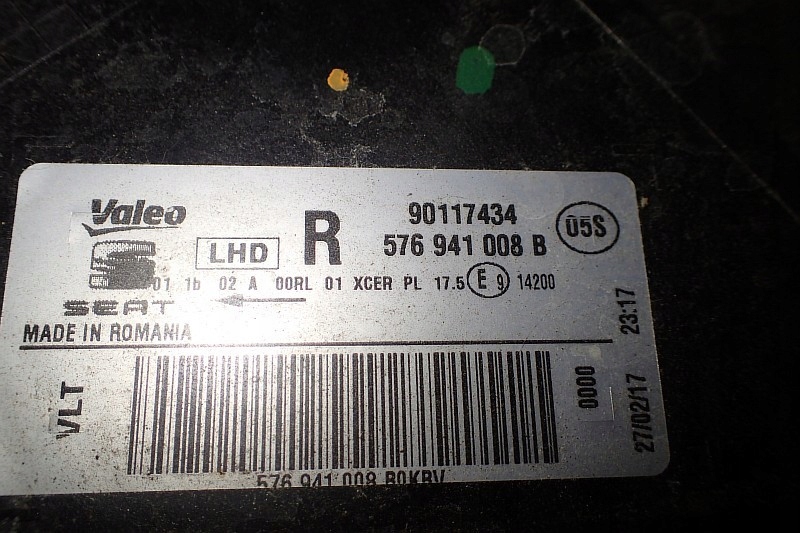 Valeo
LHD
R
90117434
576 941 008 B
05S
01 1b 02 A 00RL 01 XCER PL 17.5 E 9 14200
SEAT
MADE IN ROMANIA
VLT
0000
27/02/17 23:17
576 941 008 B0KBV